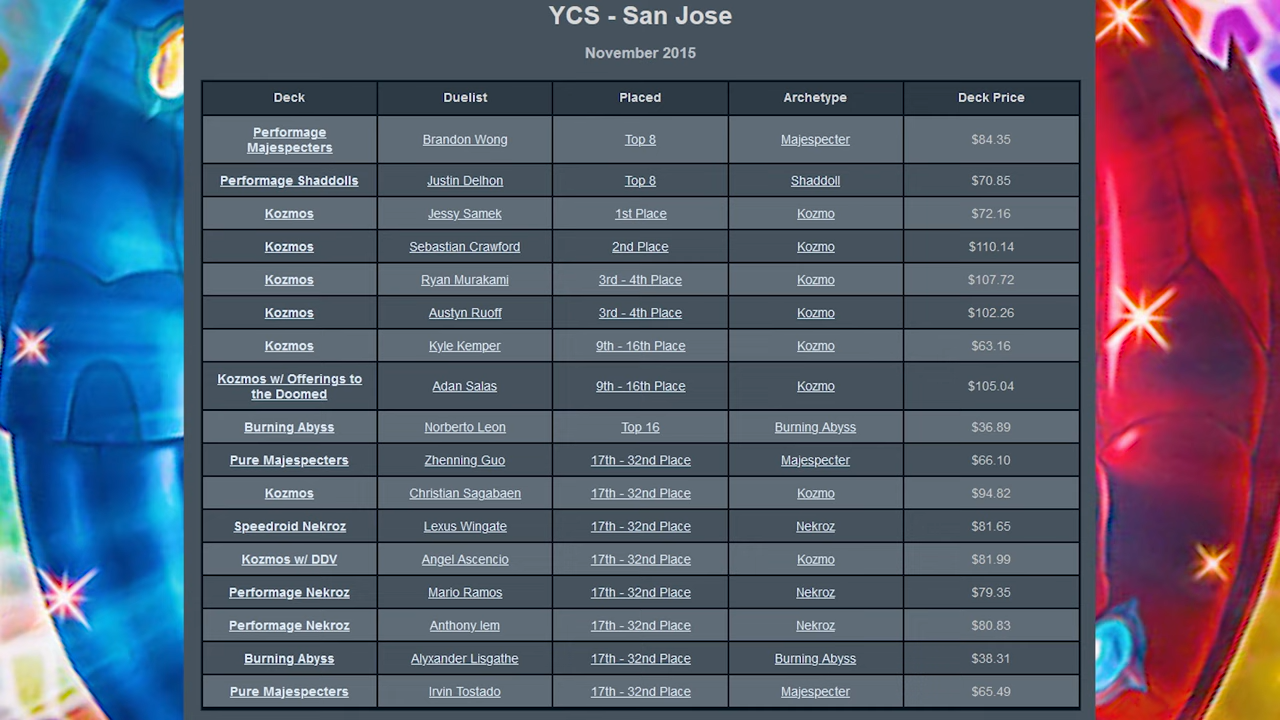 YCS - San Jose
November 2015
Deck Duelist Placed Archetype Deck Price
Performage
Majespecters Brandon Wong Top 8 Majespecter $84.35
Performage Shaddolls Justin Delhon Top 8 Shaddoll $70.85
Kozmos Jessy Samek 1st Place Kozmo $72.16
Kozmos Sebastian Crawford 2nd Place Kozmo $110.14
Kozmos Ryan Murakami 3rd - 4th Place Kozmo $107.72
Kozmos Austyn Ruoff 3rd - 4th Place Kozmo $102.26
Kozmos Kyle Kemper 9th - 16th Place Kozmo $63.16
Kozmos w/ Offerings to
the Doomed Adan Salas 9th - 16th Place Kozmo $105.04
Burning Abyss Norberto Leon Top 16 Burning Abyss $36.89
Pure Majespecters Zhenning Guo 17th - 32nd Place Majespecter $66.10
Kozmos Christian Sagabaen 17th - 32nd Place Kozmo $94.82
Speedroid Nekroz Lexus Wingate 17th - 32nd Place Nekroz $81.65
Kozmos w/ DDV Angel Ascencio 17th - 32nd Place Kozmo $81.99
Performage Nekroz Mario Ramos 17th - 32nd Place Nekroz $79.35
Performage Nekroz Anthony Iem 17th - 32nd Place Nekroz $80.83
Burning Abyss Alyxander Lisgathe 17th - 32nd Place Burning Abyss $38.31
Pure Majespecters Irvin Tostado 17th - 32nd Place Majespecter $65.49